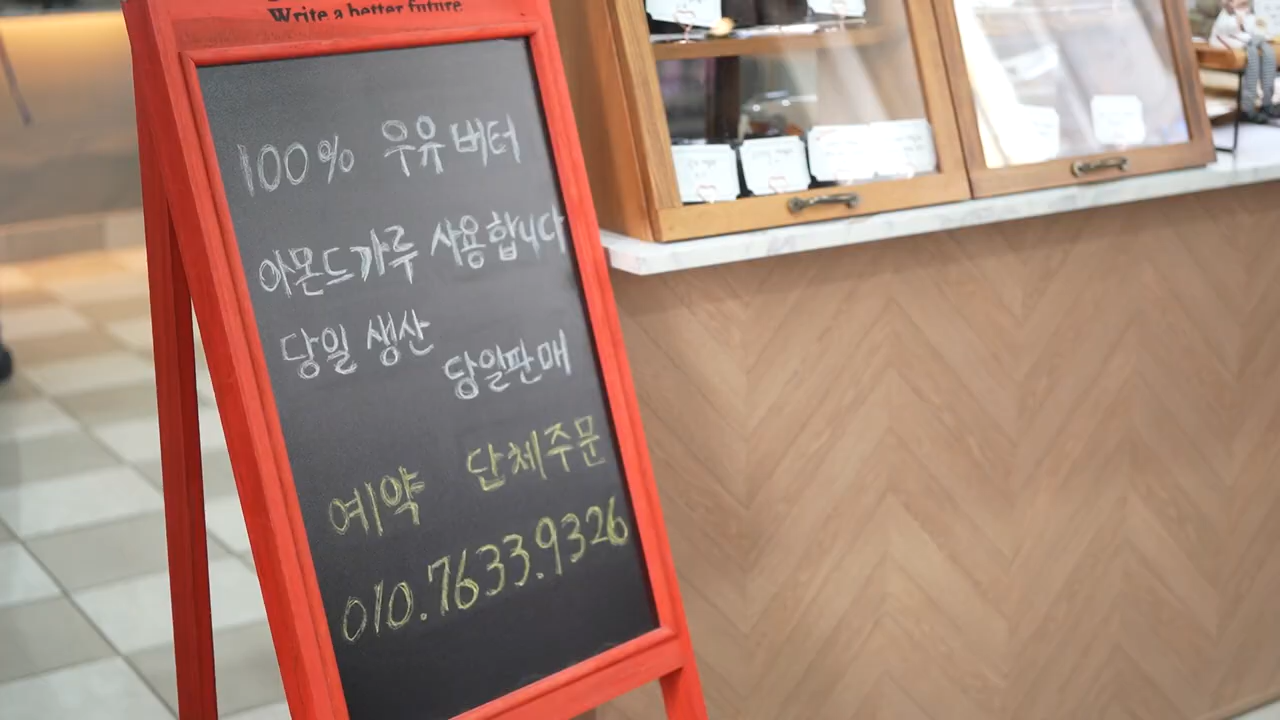 Write a better future
100% 우유버터
아몬드가루 사용합니다
당일 생산 당일판매
예약 단체주문
010.7633.9326